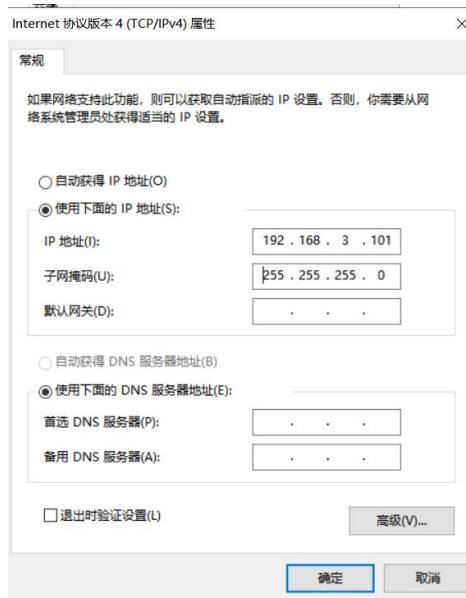 Internet 协议版本 4 (TCP/IPv4) 属性
常规
如果网络支持此功能，则可以获取自动指派的 IP 设置。否则，你需要从网
络系统管理员处获得适当的 IP 设置。
自动获得 IP 地址(O)
使用下面的 IP 地址(S):
IP 地址(I): 192 . 168 . 3 . 101
子网掩码(U): 255 . 255 . 255 . 0
默认网关(D): . . .
自动获得 DNS 服务器地址(B)
使用下面的 DNS 服务器地址(E):
首选 DNS 服务器(P): . . .
备用 DNS 服务器(A): . . .
退出时验证设置(L)
高级(V)...
确定 取消